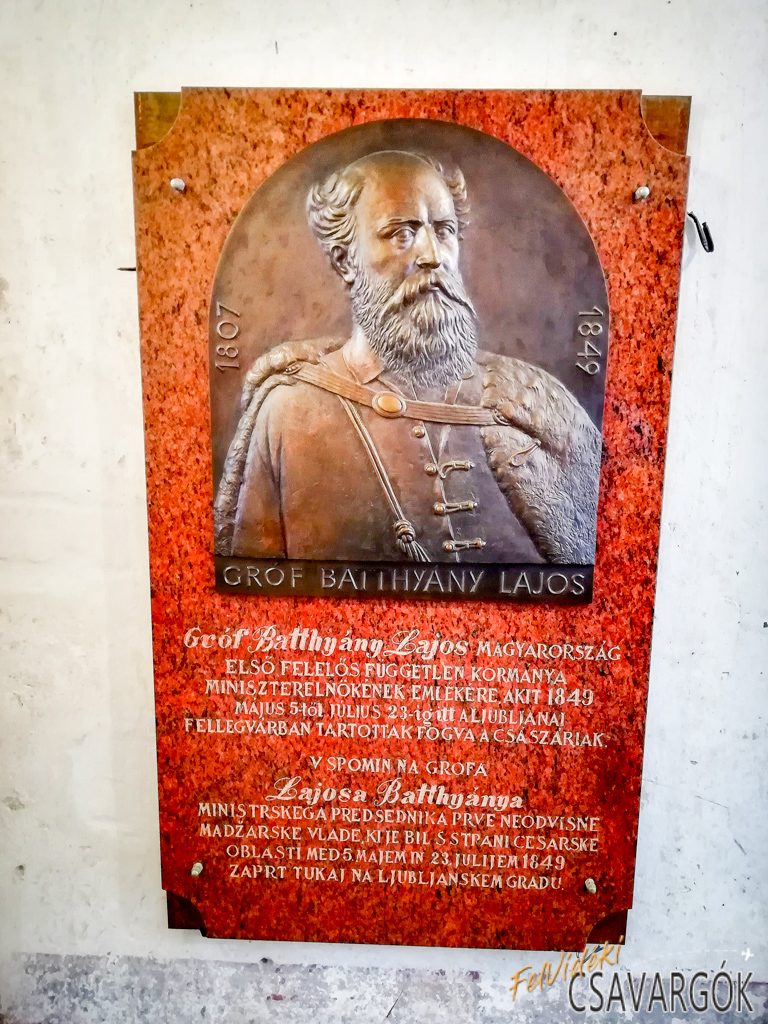 1807
1849
GRÓF BATTHYÁNY LAJOS
Gróf Batthyány Lajos MAGYARORSZÁG
ELSŐ FELELŐS FÜGGETLEN KORMÁNYA
MINISZTERELNÖKÉNEK EMLÉKÉRE, AKIT 1849
MÁJUS 5-től JÚLIUS 23-ig itt A LJUBLJANAI
FELLEGVÁRBAN TARTOTTAK FOGVA A CSÁSZÁRIAK.
V SPOMIN NA GROFA
Lajosa Batthyánya
MINISTRSKEGA PREDSEDNIKA PRVE NEODVISNE
MADŽARSKE VLADE, KI JE BIL S STRANI CESARSKE
OBLASTI MED 5. MAJEM IN 23. JULIJEM 1849
ZAPRT TUKAJ NA LJUBLJANSKEM GRADU.
FelVidéki
CSAVARGÓK